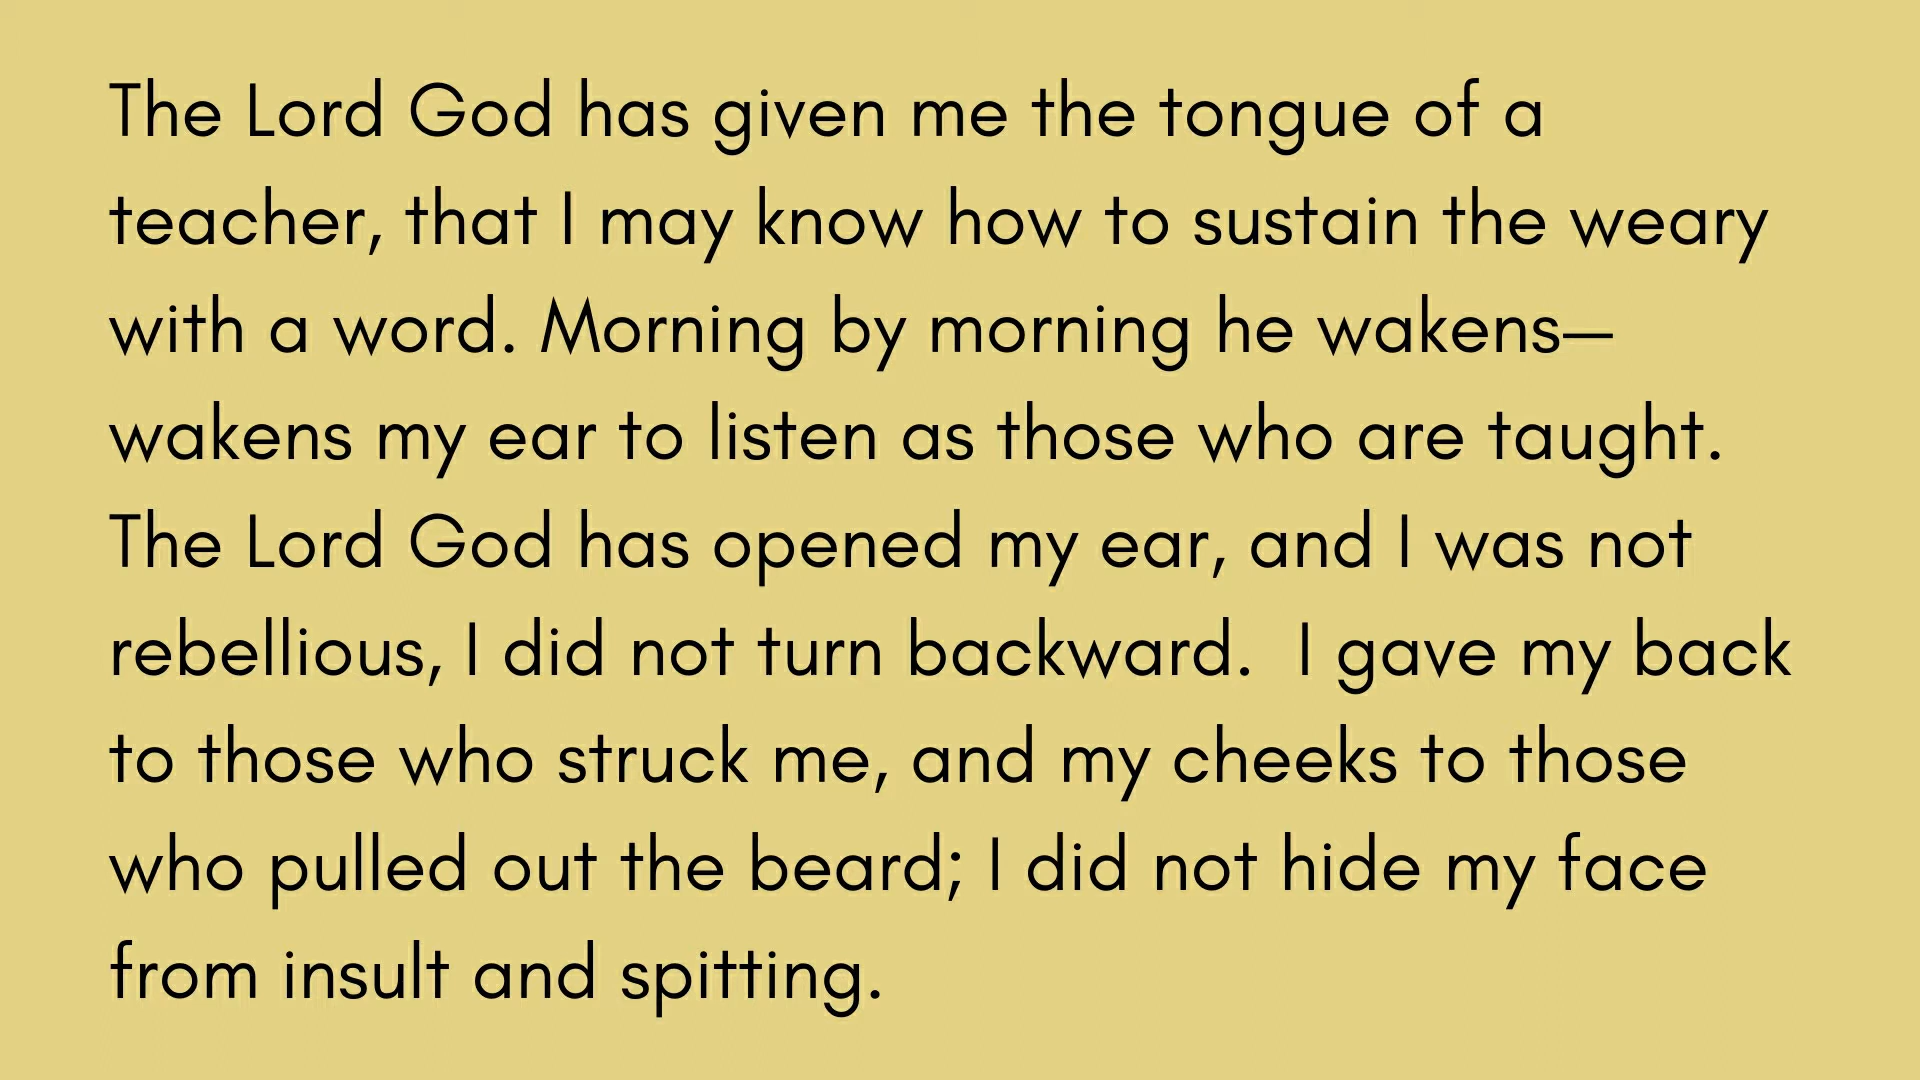 The Lord God has given me the tongue of a
teacher, that I may know how to sustain the weary
with a word. Morning by morning he wakens—
wakens my ear to listen as those who are taught.
The Lord God has opened my ear, and I was not
rebellious, I did not turn backward.  I gave my back
to those who struck me, and my cheeks to those
who pulled out the beard; I did not hide my face
from insult and spitting.